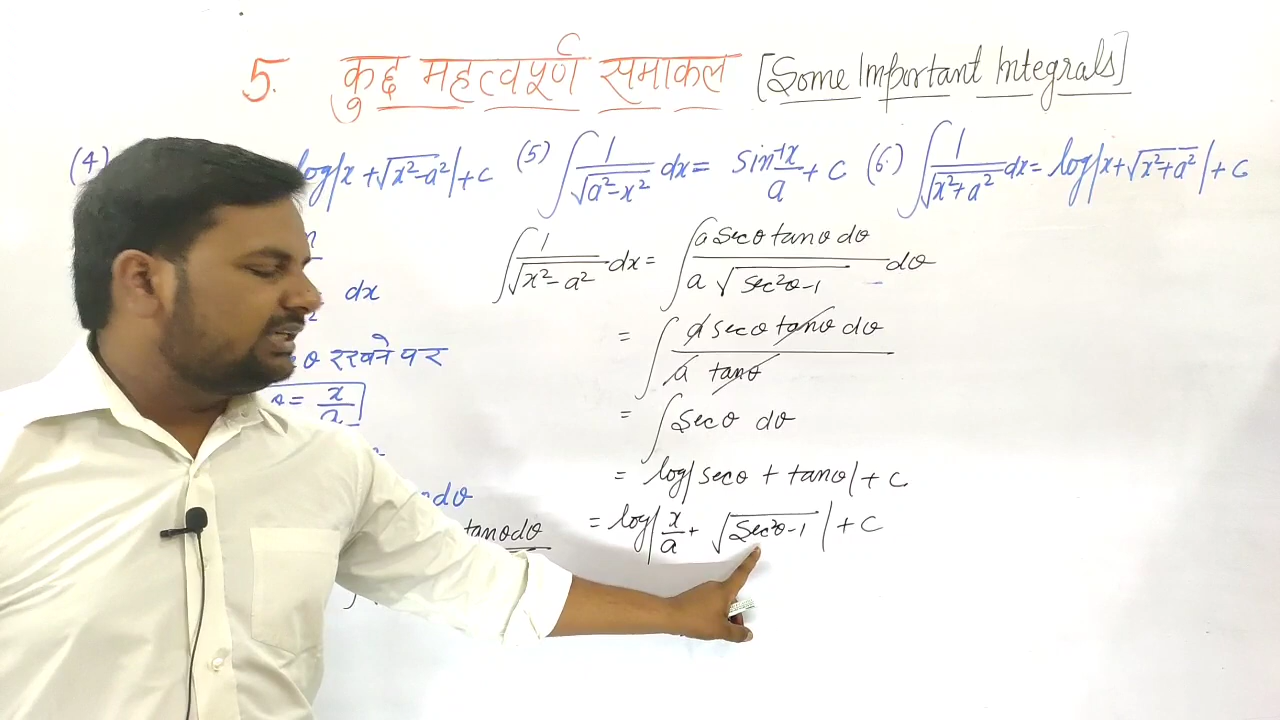 5. कुछ महत्वपूर्ण समाकल [Some Important Integrals]
(4) log|x + √(x² - a²)| + c (5) ∫ 1/√(a² - x²) dx = sin⁻¹ x/a + c (6.) ∫ 1/√(x² + a²) dx = log|x + √(x² + a²)| + c
∫ 1/√(x² - a²) dx = ∫ a secθ tanθ dθ / a √(sec²θ - 1) dθ
dx
= ∫ a secθ tanθ dθ / a tanθ
θ रखने पर
= x/a
= ∫ secθ dθ
= log|secθ + tanθ| + c
dθ
tanθ dθ
= log|x/a + √(sec²θ - 1)| + c